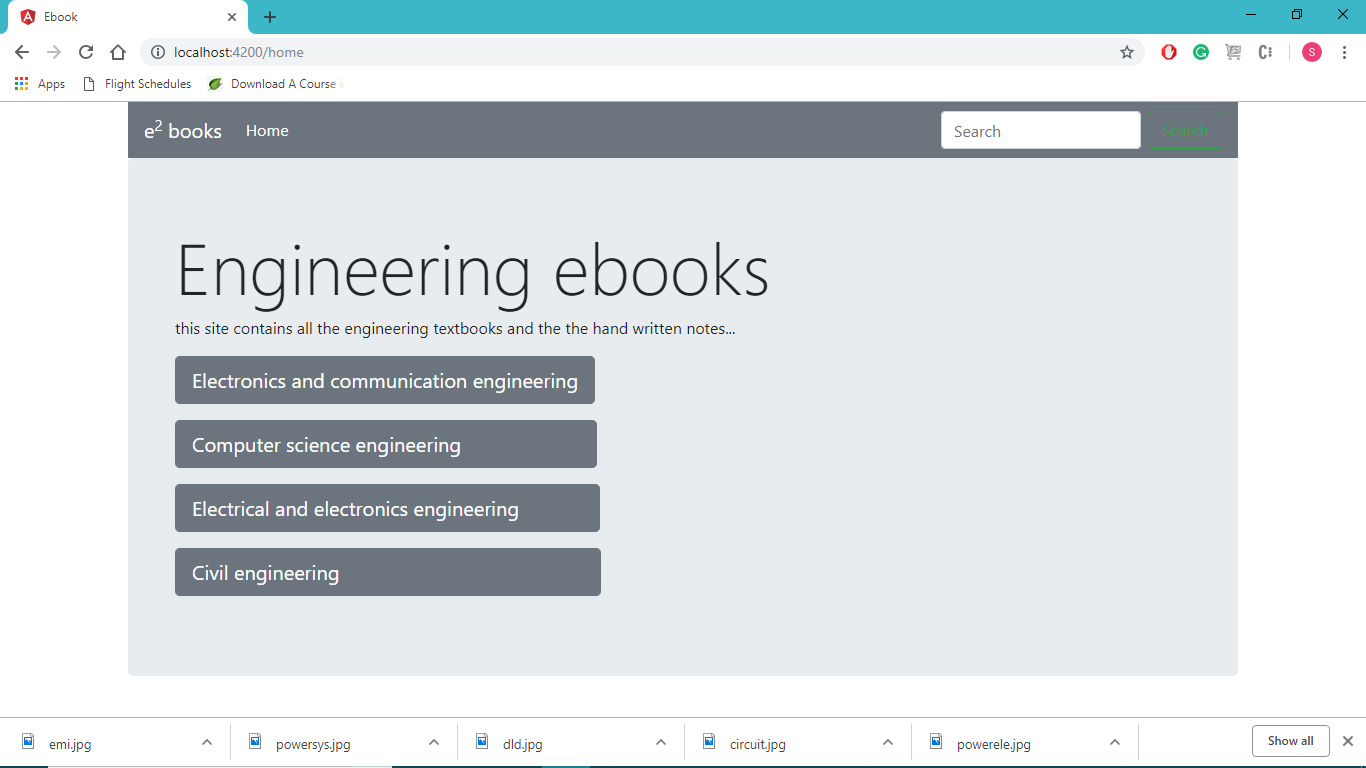 Ebook
localhost:4200/home
Apps Flight Schedules Download A Course i
e² books Home Search Search
Engineering ebooks
this site contains all the engineering textbooks and the the hand written notes...
Electronics and communication engineering
Computer science engineering
Electrical and electronics engineering
Civil engineering
emi.jpg powersys.jpg dld.jpg circuit.jpg powerele.jpg Show all